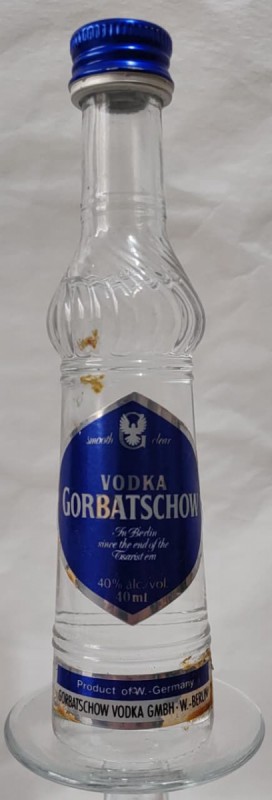 smooth clear
VODKA
GORBATSCHOW
In Berlin
since the end of the
Tsarist era
40% alc./vol.
40ml
Product of W.-Germany
GORBATSCHOW VODKA GMBH · W.-BERLIN